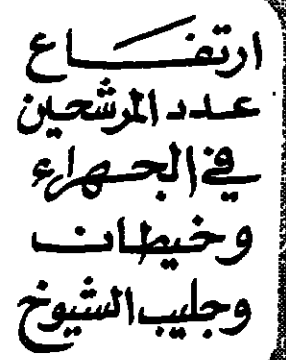 ارتفاع
عدد المرشحين
في الجهراء
وخيطان
وجليب الشيوخ